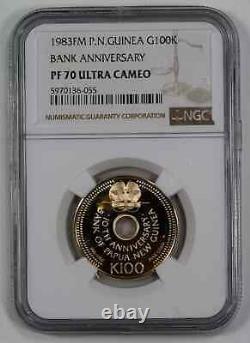 1983FM P.N.GUINEA G100K
BANK ANNIVERSARY
PF 70 ULTRA CAMEO
5970136-055
NUMISMATIC GUARANTY CORPORATION
NGC
10TH ANNIVERSARY
BANK OF PAPUA NEW GUINEA
K100